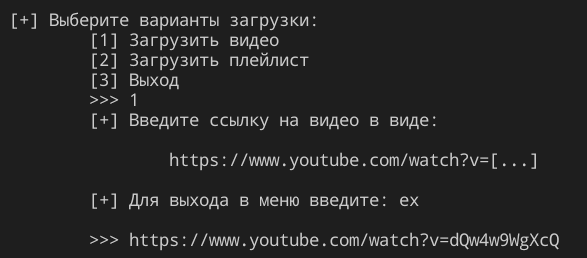 [+] Выберите варианты загрузки:
[1] Загрузить видео
[2] Загрузить плейлист
[3] Выход
>>> 1
[+] Введите ссылку на видео в виде:
https://www.youtube.com/watch?v=[...]
[+] Для выхода в меню введите: ex
>>> https://www.youtube.com/watch?v=dQw4w9WgXcQ